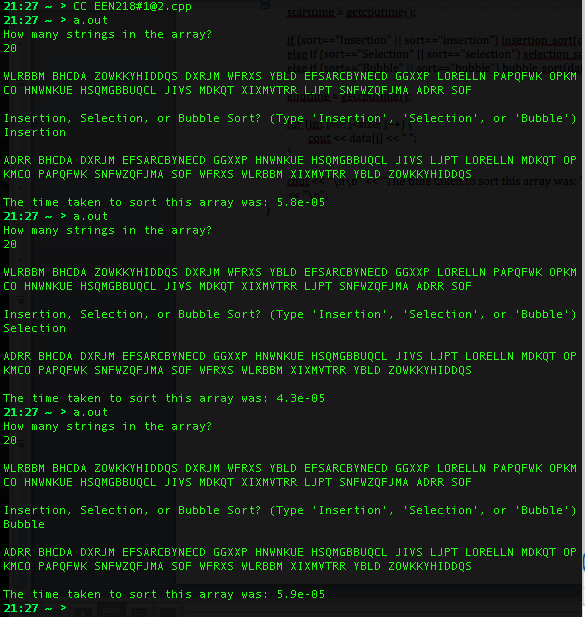 21:27 ~ > CC EEN218#1@2.cpp
21:27 ~ > a.out
How many strings in the array?
20
WLRBBM BHCDA ZOWKKYHIDDQS DXRJM WFRXS YBLD EFSARCBYNECD GGXXP LORELLN PAPQFWK OPKM
CO HNWNKUE HSQMGBBUQCL JIVS MDKQT XIXMVTRR LJPT SNFWZQFJMA ADRR SOF
Insertion, Selection, or Bubble Sort? (Type 'Insertion', 'Selection', or 'Bubble')
Insertion
ADRR BHCDA DXRJM EFSARCBYNECD GGXXP HNWNKUE HSQMGBBUQCL JIVS LJPT LORELLN MDKQT OP
KMCO PAPQFWK SNFWZQFJMA SOF WFRXS WLRBBM XIXMVTRR YBLD ZOWKKYHIDDQS
The time taken to sort this array was: 5.8e-05
21:27 ~ > a.out
How many strings in the array?
20
WLRBBM BHCDA ZOWKKYHIDDQS DXRJM WFRXS YBLD EFSARCBYNECD GGXXP LORELLN PAPQFWK OPKM
CO HNWNKUE HSQMGBBUQCL JIVS MDKQT XIXMVTRR LJPT SNFWZQFJMA ADRR SOF
Insertion, Selection, or Bubble Sort? (Type 'Insertion', 'Selection', or 'Bubble')
Selection
ADRR BHCDA DXRJM EFSARCBYNECD GGXXP HNWNKUE HSQMGBBUQCL JIVS LJPT LORELLN MDKQT OP
KMCO PAPQFWK SNFWZQFJMA SOF WFRXS WLRBBM XIXMVTRR YBLD ZOWKKYHIDDQS
The time taken to sort this array was: 4.3e-05
21:27 ~ > a.out
How many strings in the array?
20
WLRBBM BHCDA ZOWKKYHIDDQS DXRJM WFRXS YBLD EFSARCBYNECD GGXXP LORELLN PAPQFWK OPKM
CO HNWNKUE HSQMGBBUQCL JIVS MDKQT XIXMVTRR LJPT SNFWZQFJMA ADRR SOF
Insertion, Selection, or Bubble Sort? (Type 'Insertion', 'Selection', or 'Bubble')
Bubble
ADRR BHCDA DXRJM EFSARCBYNECD GGXXP HNWNKUE HSQMGBBUQCL JIVS LJPT LORELLN MDKQT OP
KMCO PAPQFWK SNFWZQFJMA SOF WFRXS WLRBBM XIXMVTRR YBLD ZOWKKYHIDDQS
The time taken to sort this array was: 5.9e-05
21:27 ~ >
starttime = getcputime();
if (sort=="Insertion" || sort=="insertion") insertion_sort(
else if (sort=="Selection" || sort=="selection") selection_so
else if (sort=="Bubble" || sort=="bubble") bubble_sort(da
endtime = getcputime();
cout << data[i] << " ";